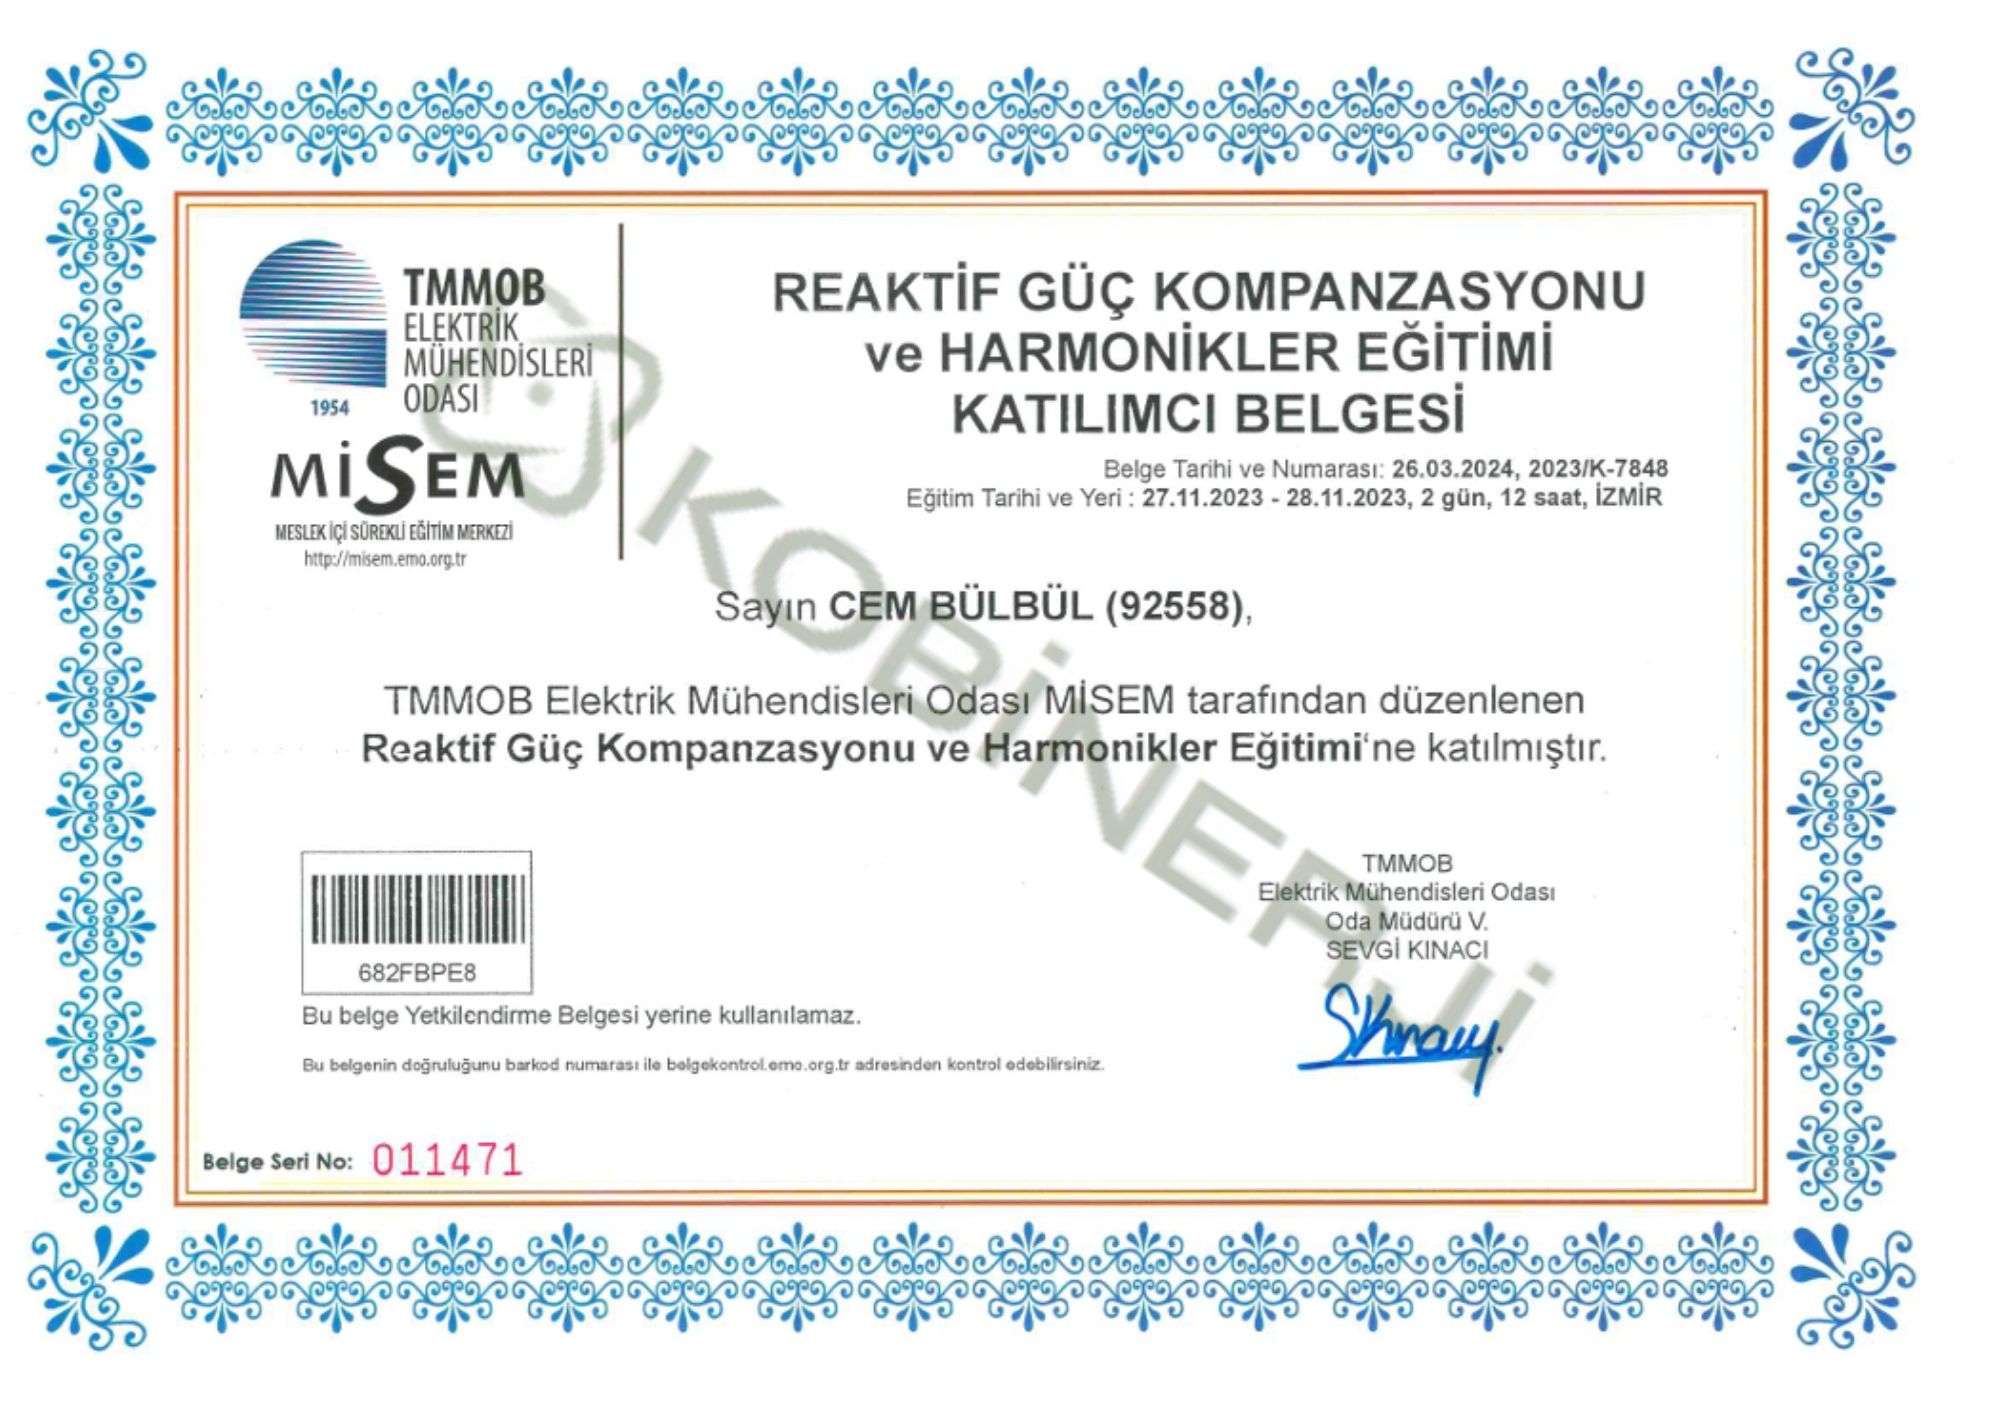 TMMOB
ELEKTRİK
MÜHENDİSLERİ
ODASI
1954
MİSEM
MESLEK İÇİ SÜREKLİ EĞİTİM MERKEZİ
http://misem.emo.org.tr
REAKTİF GÜÇ KOMPANZASYONU
ve HARMONİKLER EĞİTİMİ
KATILIMCI BELGESİ
Belge Tarihi ve Numarası: 26.03.2024, 2023/K-7848
Eğitim Tarihi ve Yeri : 27.11.2023 - 28.11.2023, 2 gün, 12 saat, İZMİR
Sayın CEM BÜLBÜL (92558),
TMMOB Elektrik Mühendisleri Odası MİSEM tarafından düzenlenen
Reaktif Güç Kompanzasyonu ve Harmonikler Eğitimi'ne katılmıştır.
KOBİNERJİ
682FBPE8
Bu belge Yetkilendirme Belgesi yerine kullanılamaz.
Bu belgenin doğruluğunu barkod numarası ile belgekontrol.emo.org.tr adresinden kontrol edebilirsiniz.
TMMOB
Elektrik Mühendisleri Odası
Oda Müdürü V.
SEVGİ KINACI
Belge Seri No: 011471